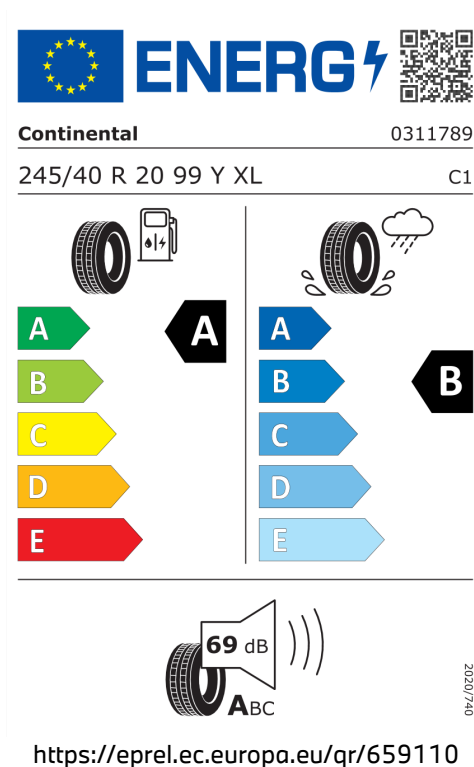 ENERG
Continental 0311789
245/40 R 20 99 Y XL C1
A A A
B B B
C C
D D
E E
69 dB
ABC
2020/740
https://eprel.ec.europa.eu/qr/659110